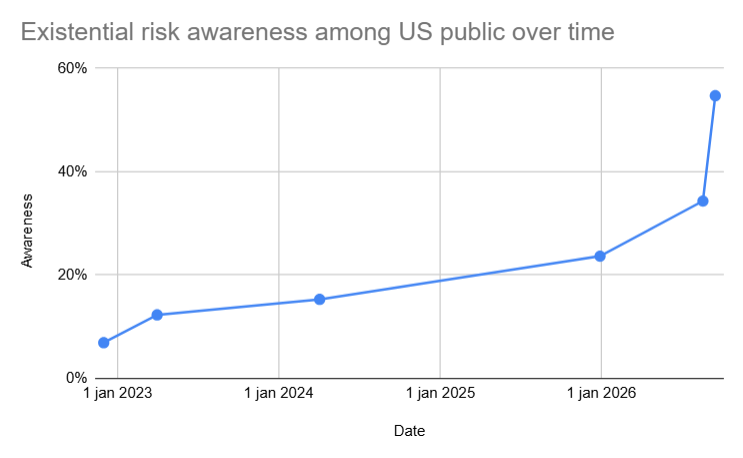 Existential risk awareness among US public over time
60%
40%
20%
0%
Awareness
1 jan 2023
1 jan 2024
1 jan 2025
1 jan 2026
Date